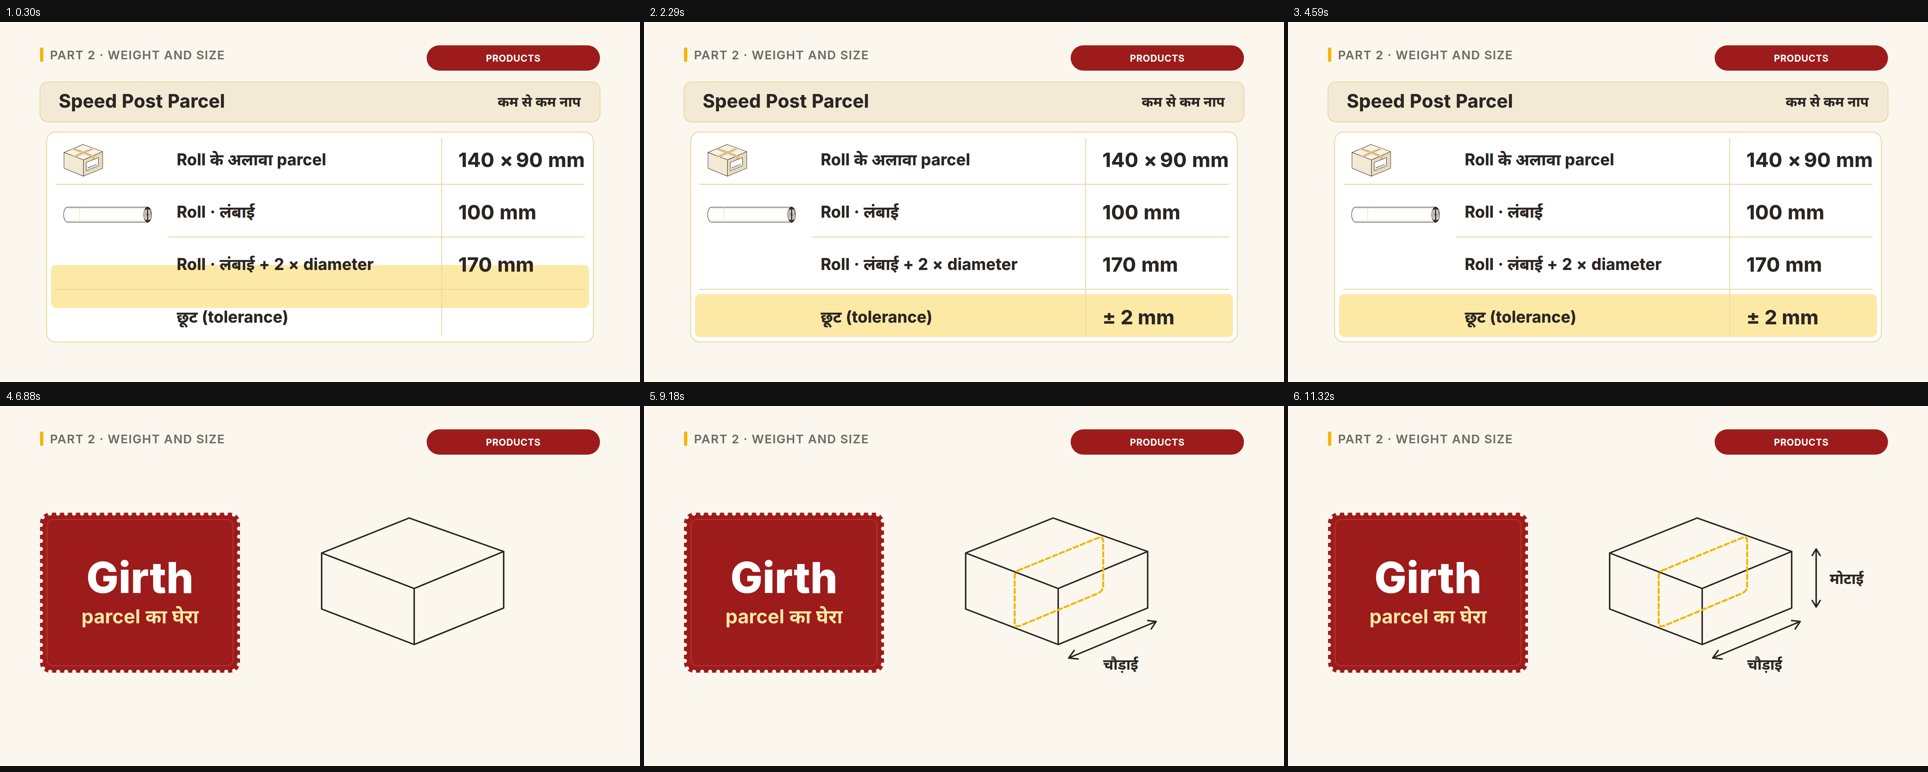 1. 0.30s
PART 2 · WEIGHT AND SIZE
PRODUCTS
Speed Post Parcel
कम से कम नाप
Roll के अलावा parcel
140 × 90 mm
Roll · लंबाई
100 mm
Roll · लंबाई + 2 × diameter
170 mm
छूट (tolerance)
2. 2.29s
PART 2 · WEIGHT AND SIZE
PRODUCTS
Speed Post Parcel
कम से कम नाप
Roll के अलावा parcel
140 × 90 mm
Roll · लंबाई
100 mm
Roll · लंबाई + 2 × diameter
170 mm
छूट (tolerance)
± 2 mm
3. 4.59s
PART 2 · WEIGHT AND SIZE
PRODUCTS
Speed Post Parcel
कम से कम नाप
Roll के अलावा parcel
140 × 90 mm
Roll · लंबाई
100 mm
Roll · लंबाई + 2 × diameter
170 mm
छूट (tolerance)
± 2 mm
4. 6.88s
PART 2 · WEIGHT AND SIZE
PRODUCTS
Girth
parcel का घेरा
5. 9.18s
PART 2 · WEIGHT AND SIZE
PRODUCTS
Girth
parcel का घेरा
चौड़ाई
6. 11.32s
PART 2 · WEIGHT AND SIZE
PRODUCTS
Girth
parcel का घेरा
मोटाई
चौड़ाई